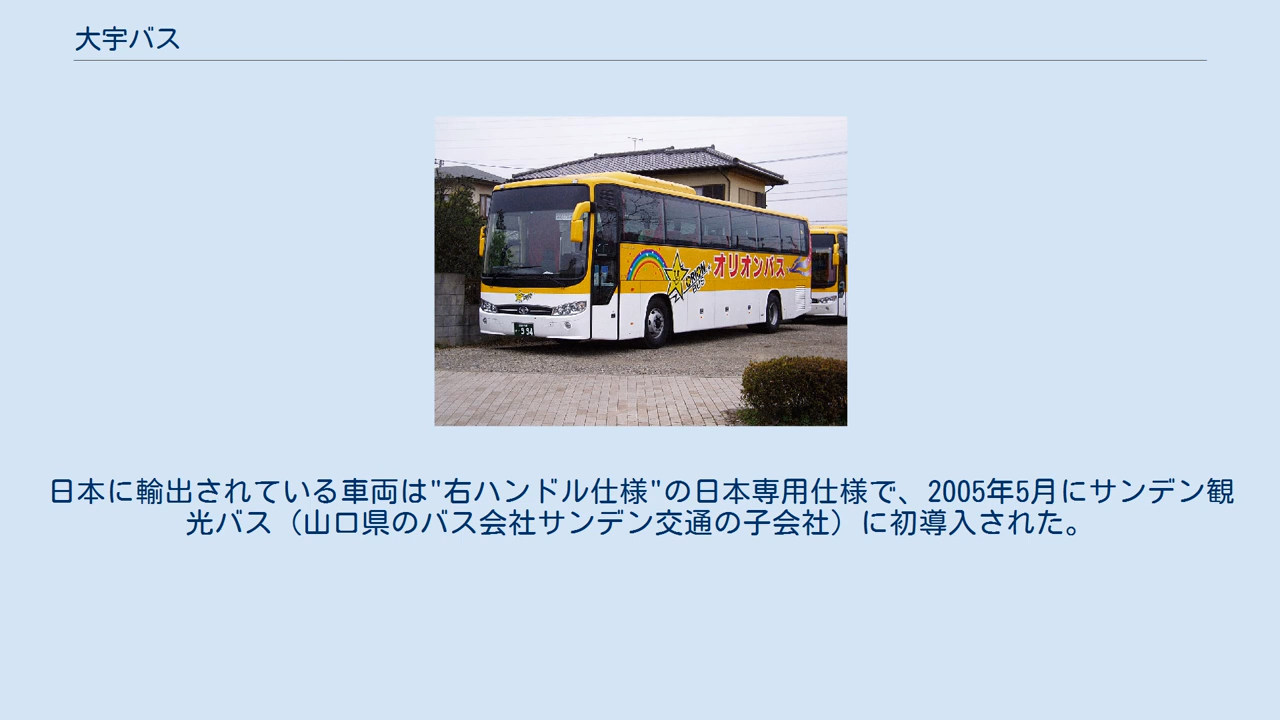 大宇バス
オリオンバス
ORION
BUS
・334
日本に輸出されている車両は"右ハンドル仕様"の日本専用仕様で、2005年5月にサンデン観
光バス（山口県のバス会社サンデン交通の子会社）に初導入された。